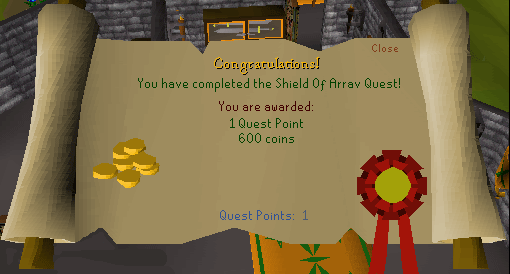 Close
Congratulations!
You have completed the Shield Of Arrav Quest!
You are awarded:
1 Quest Point
600 coins
Quest Points: 1